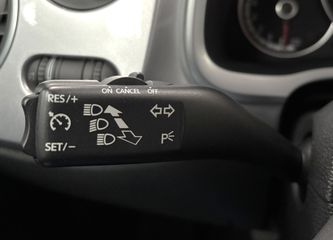 ON CANCEL OFF
RES/+
SET/-
P